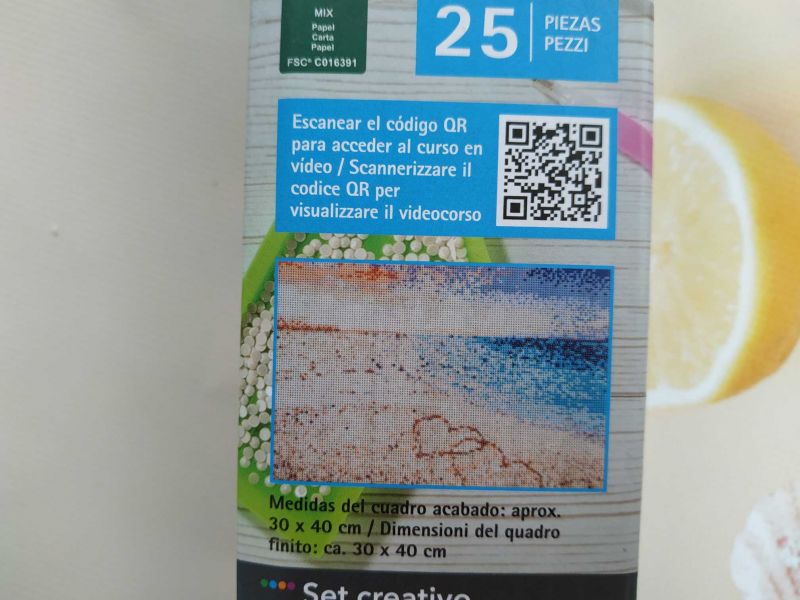 MIX
Papel
Carta
Papel
FSC® C016391
25
PIEZAS
PEZZI
Escanear el código QR
para acceder al curso en
vídeo / Scannerizzare il
codice QR per
visualizzare il videocorso
Medidas del cuadro acabado: aprox.
30 x 40 cm / Dimensioni del quadro
finito: ca. 30 x 40 cm
Set creativo